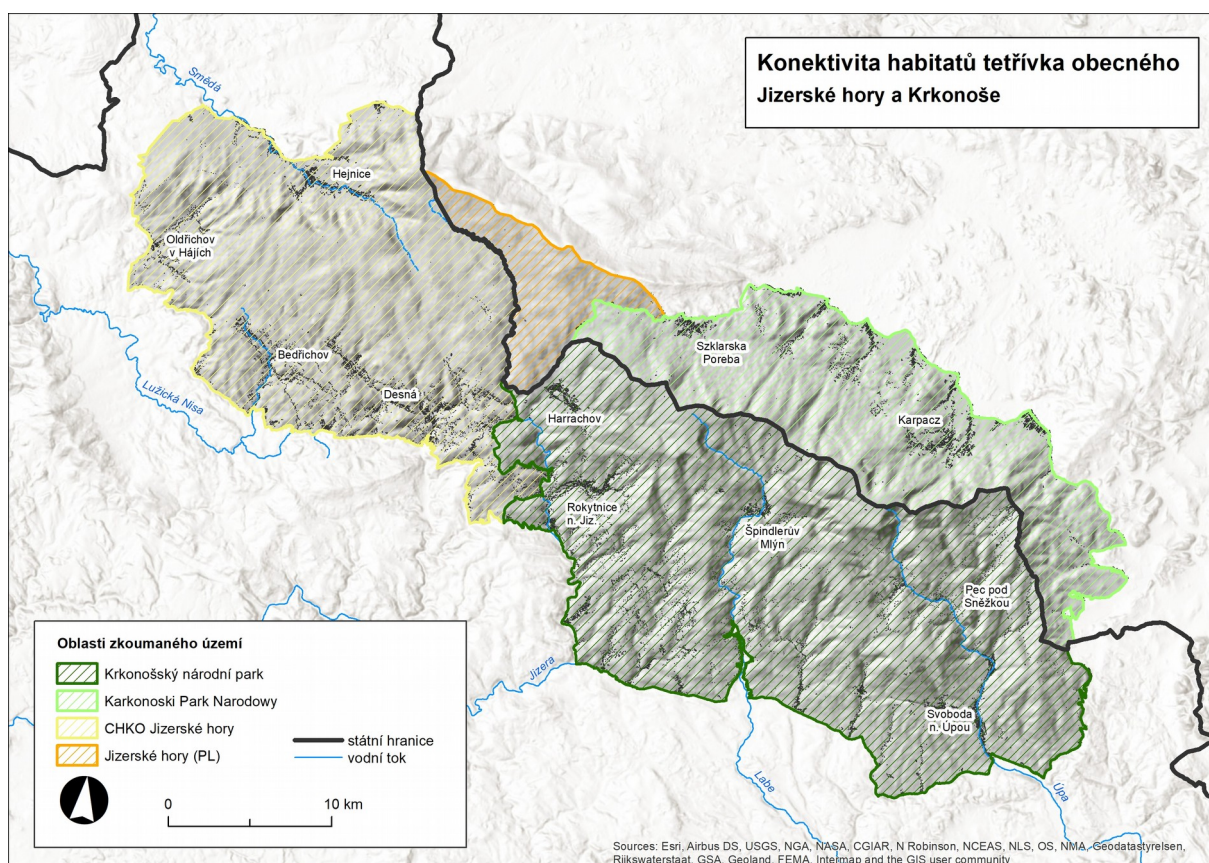 Konektivita habitatů tetřívka obecného
Jizerské hory a Krkonoše
Smědá
Hejnice
Oldřichov
v Hájích
Bedřichov
Desná
Lužická Nisa
Szklarska
Poreba
Karpacz
Harrachov
Rokytnice
n. Jiz.
Špindlerův
Mlýn
Pec pod
Sněžkou
Svoboda
n. Úpou
Jizera
Labe
Úpa
Oblasti zkoumaného území
Krkonošský národní park
Karkonoski Park Narodowy
CHKO Jizerské hory
Jizerské hory (PL)
státní hranice
vodní tok
0
10 km
Sources: Esri, Airbus DS, USGS, NGA, NASA, CGIAR, N Robinson, NCEAS, NLS, OS, NMA, Geodatastyrelsen,
Rijkswaterstaat, GSA, Geoland, FEMA, Intermap and the GIS user community